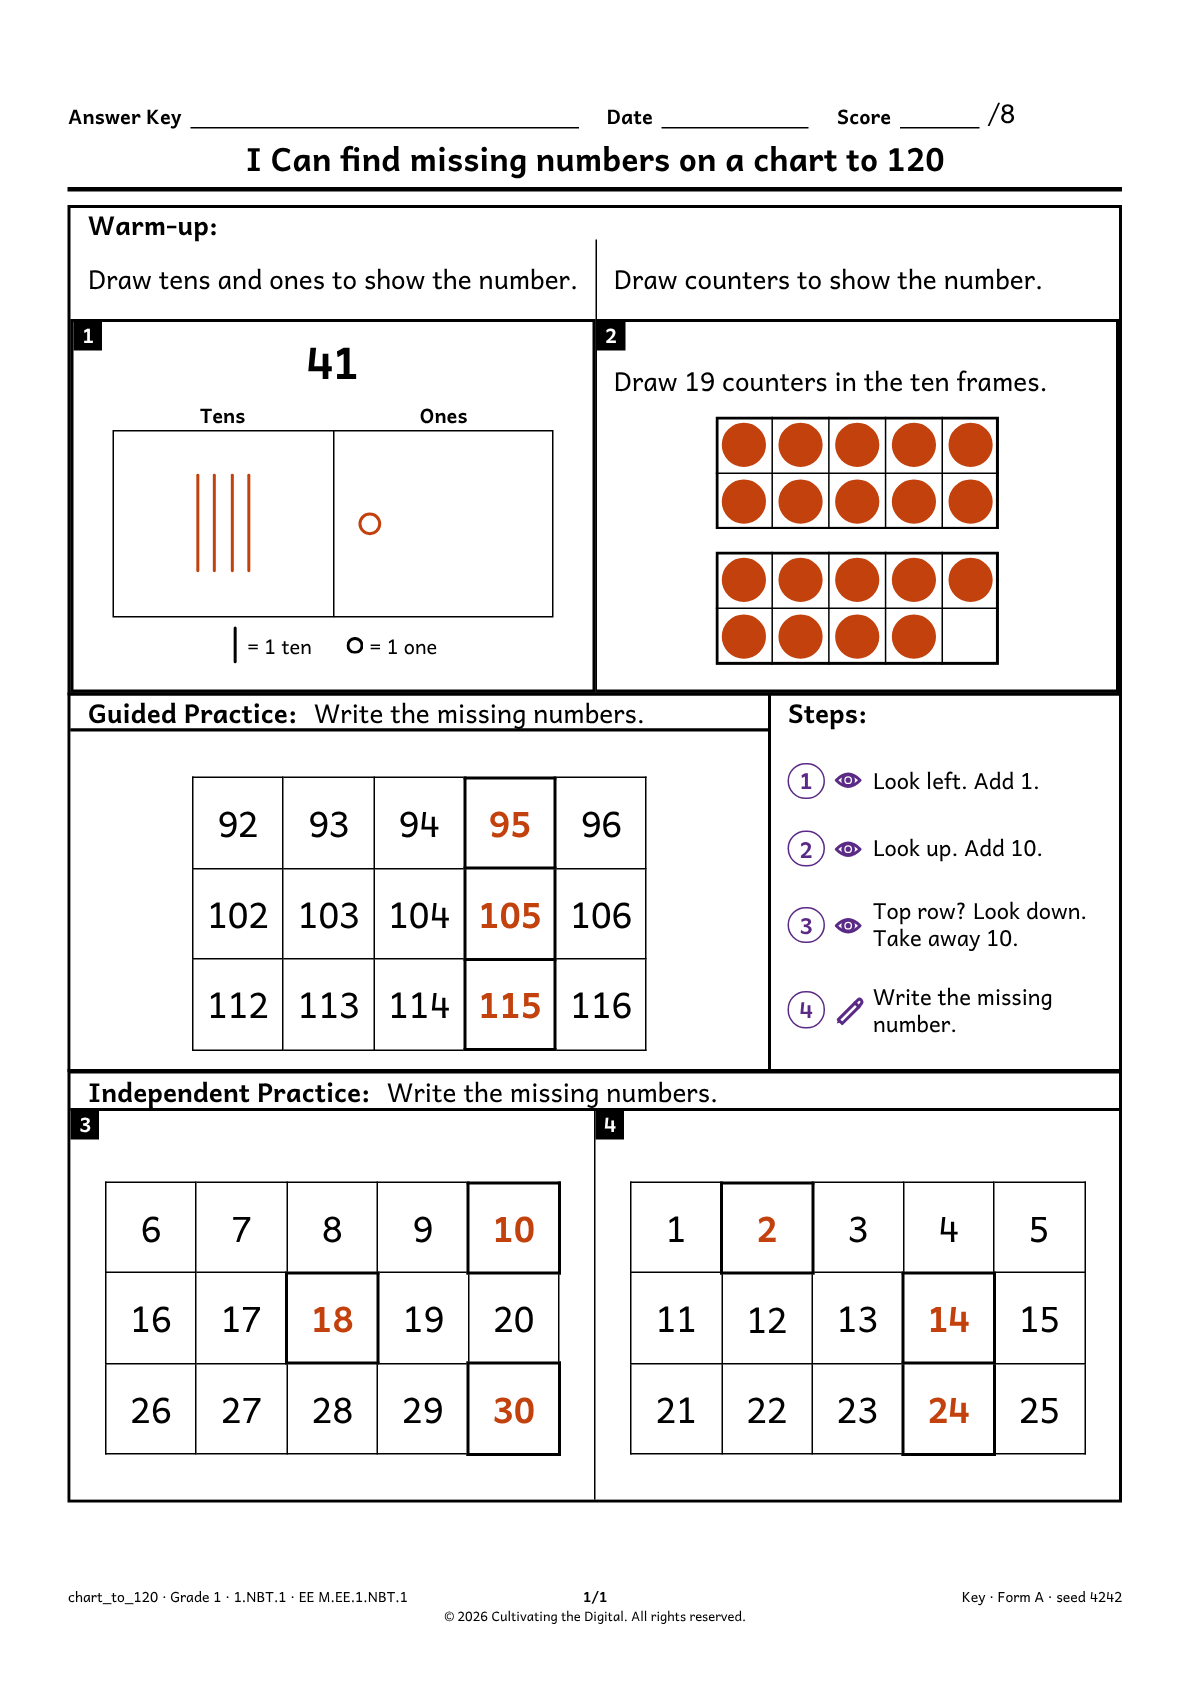 Answer Key Date Score /8
I Can find missing numbers on a chart to 120
Warm-up:
Draw tens and ones to show the number.
Draw counters to show the number.
1
41
Tens Ones
= 1 ten = 1 one
2
Draw 19 counters in the ten frames.
Guided Practice: Write the missing numbers.
92 93 94 95 96
102 103 104 105 106
112 113 114 115 116
Steps:
1 Look left. Add 1.
2 Look up. Add 10.
3 Top row? Look down.
Take away 10.
4 Write the missing
number.
Independent Practice: Write the missing numbers.
3
6 7 8 9 10
16 17 18 19 20
26 27 28 29 30
4
1 2 3 4 5
11 12 13 14 15
21 22 23 24 25
chart_to_120 · Grade 1 · 1.NBT.1 · EE M.EE.1.NBT.1 1/1 Key · Form A · seed 4242
© 2026 Cultivating the Digital. All rights reserved.